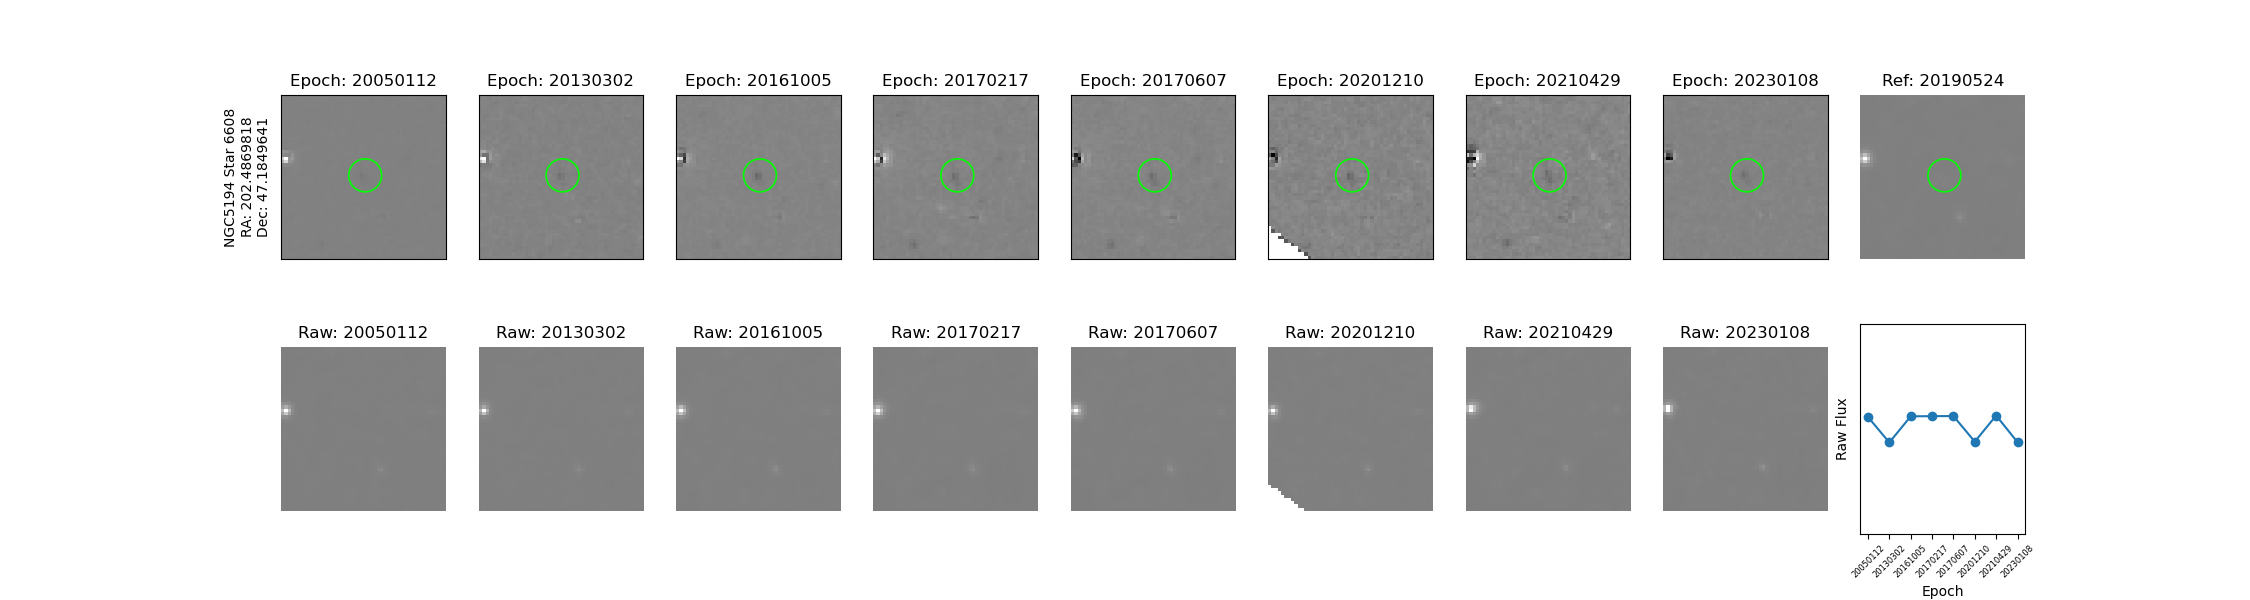 NGC5194 Star 6608
RA: 202.4869818
Dec: 47.1849641
Epoch: 20050112
Epoch: 20130302
Epoch: 20161005
Epoch: 20170217
Epoch: 20170607
Epoch: 20201210
Epoch: 20210429
Epoch: 20230108
Ref: 20190524
Raw: 20050112
Raw: 20130302
Raw: 20161005
Raw: 20170217
Raw: 20170607
Raw: 20201210
Raw: 20210429
Raw: 20230108
Raw Flux
20050112
20130302
20161005
20170217
20170607
20201210
20210429
20230108
Epoch